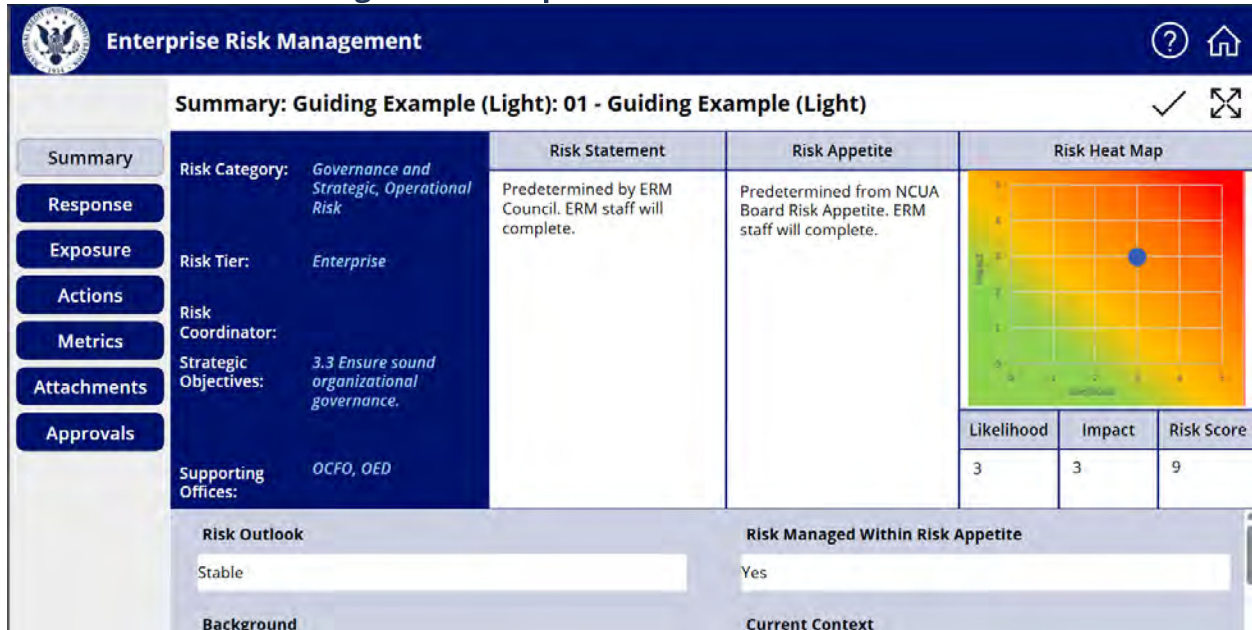 Enterprise Risk Management
?
Summary: Guiding Example (Light): 01 - Guiding Example (Light)
Summary
Response
Exposure
Actions
Metrics
Attachments
Approvals
Risk Category:
Governance and
Strategic, Operational
Risk
Risk Tier:
Enterprise
Risk
Coordinator:
Strategic
Objectives:
3.3 Ensure sound
organizational
governance.
Supporting
Offices:
OCFO, OED
Risk Statement
Predetermined by ERM
Council. ERM staff will
complete.
Risk Appetite
Predetermined from NCUA
Board Risk Appetite. ERM
staff will complete.
Risk Heat Map
Likelihood
Impact
Risk Score
3
3
9
Risk Outlook
Stable
Risk Managed Within Risk Appetite
Yes
Background
Current Context